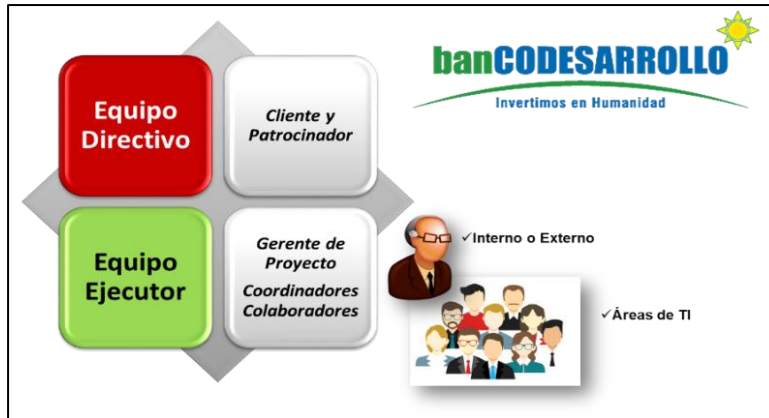 banCODESARROLLO
Invertimos en Humanidad
Equipo
Directivo
Cliente y
Patrocinador
Equipo
Ejecutor
Gerente de
Proyecto
Coordinadores
Colaboradores
✓Interno o Externo
✓Áreas de TI